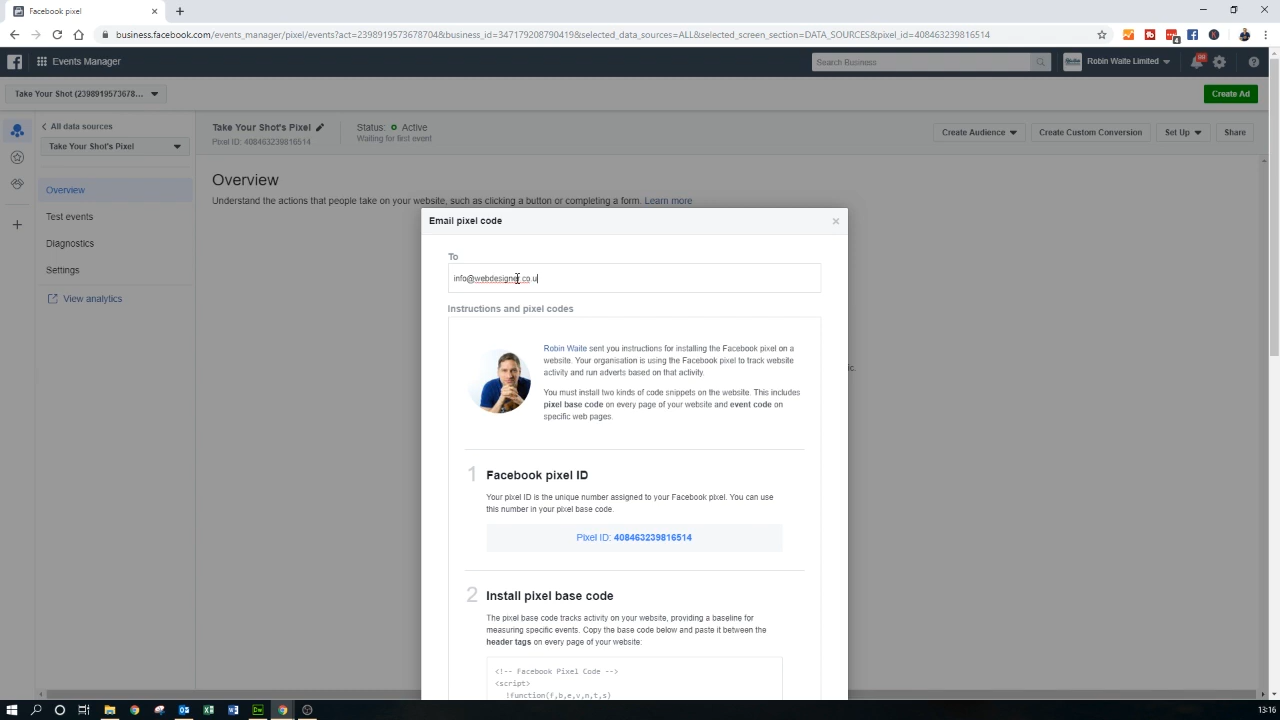 Facebook pixel
business.facebook.com/events_manager/pixel/events?act=2398919573678704&business_id=347179208790419&selected_data_sources=ALL&selected_screen_section=DATA_SOURCES&pixel_id=408463239816514
Events Manager
Search Business
Robin Waite Limited
Take Your Shot (2398919573678...
Create Ad
All data sources
Take Your Shot's Pixel
Take Your Shot's Pixel
Pixel ID: 408463239816514
Status: Active
Waiting for first event
Create Audience
Create Custom Conversion
Set Up
Share
Overview
Test events
Diagnostics
Settings
View analytics
Overview
Understand the actions that people take on your website, such as clicking a button or completing a form. Learn more
Email pixel code
To
info@webdesigner.co.u
Instructions and pixel codes
Robin Waite sent you instructions for installing the Facebook pixel on a
website. Your organisation is using the Facebook pixel to track website
activity and run adverts based on that activity.
You must install two kinds of code snippets on the website. This includes
pixel base code on every page of your website and event code on
specific web pages.
1 Facebook pixel ID
Your pixel ID is the unique number assigned to your Facebook pixel. You can use
this number in your pixel base code.
Pixel ID: 408463239816514
2 Install pixel base code
The pixel base code tracks activity on your website, providing a baseline for
measuring specific events. Copy the base code below and paste it between the
header tags on every page of your website:
<!-- Facebook Pixel Code -->
<script>
!function(f,b,e,v,n,t,s)
13:16